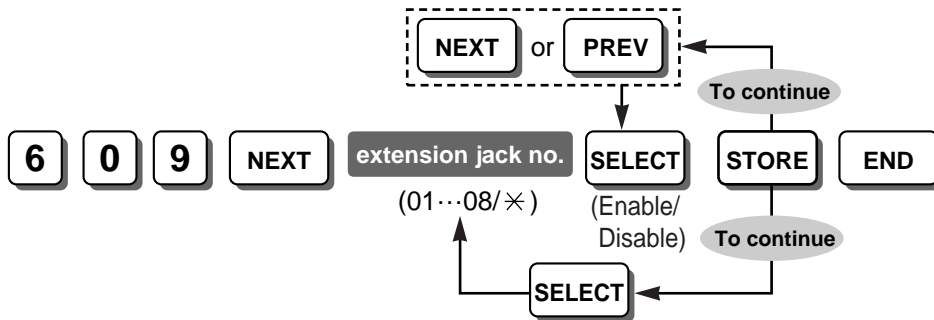 NEXT or PREV
To continue
6 0 9 NEXT extension jack no. SELECT STORE END
(01···08/✳)
(Enable/
Disable)
To continue
SELECT